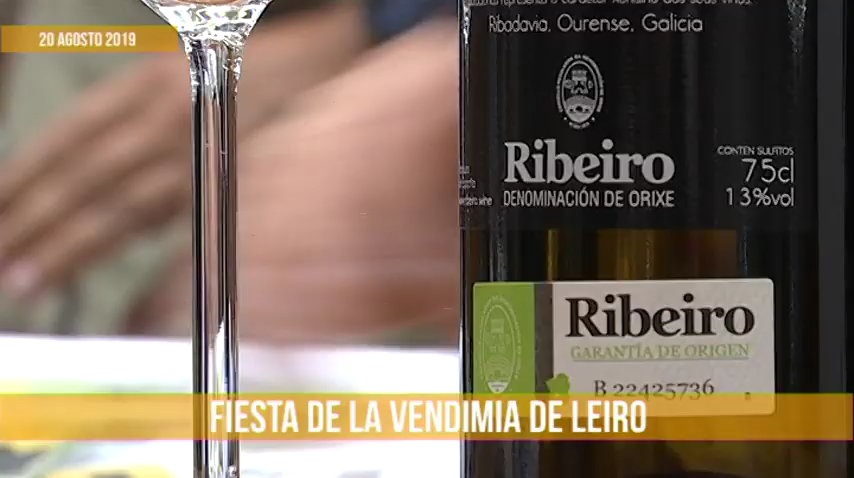 20 AGOSTO 2019
Ribadavia, Ourense, Galicia
Ribeiro
DENOMINACIÓN DE ORIXE
CONTEN SULFITOS
75cl
13%vol
Ribeiro
GARANTÍA DE ORIGEN
B 22425736
FIESTA DE LA VENDIMIA DE LEIRO